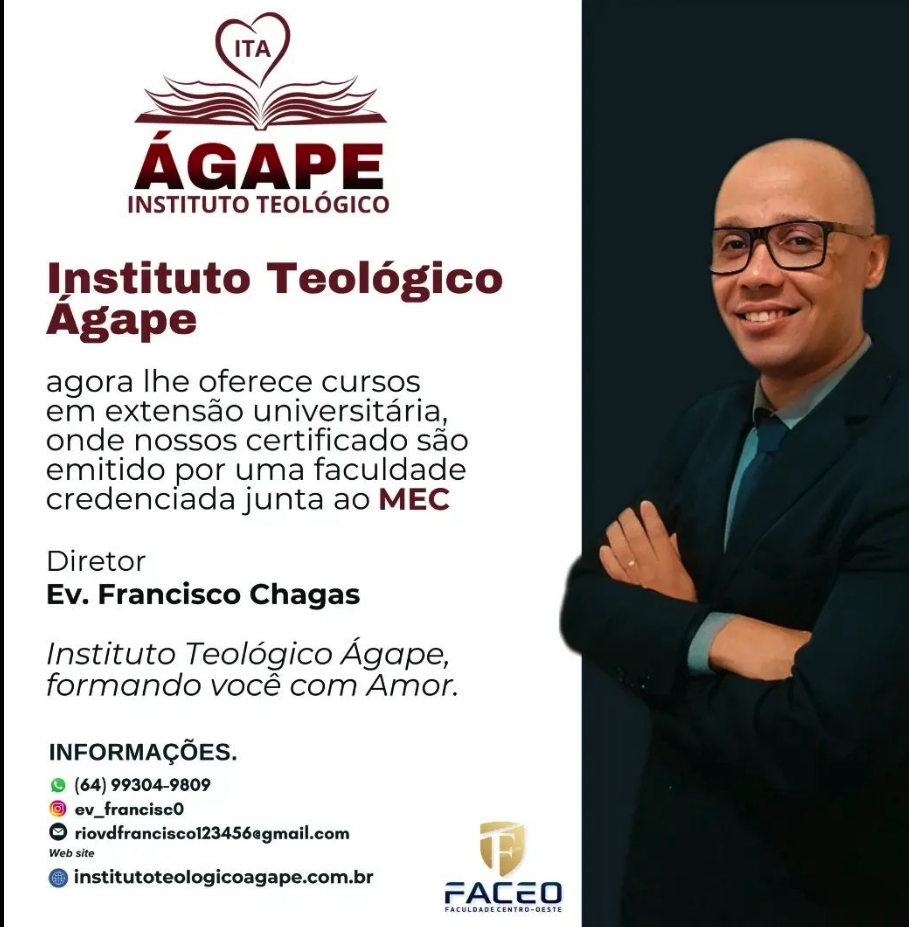 ITA
ÁGAPE
INSTITUTO TEOLÓGICO
Instituto Teológico
Ágape
agora lhe oferece cursos
em extensão universitária,
onde nossos certificado são
emitido por uma faculdade
credenciada junta ao MEC
Diretor
Ev. Francisco Chagas
Instituto Teológico Ágape,
formando você com Amor.
INFORMAÇÕES.
(64) 99304-9809
ev_francisc0
riovdfrancisco123456@gmail.com
Web site
institutoteologicoagape.com.br
F
FACEO
FACULDADE CENTRO-OESTE